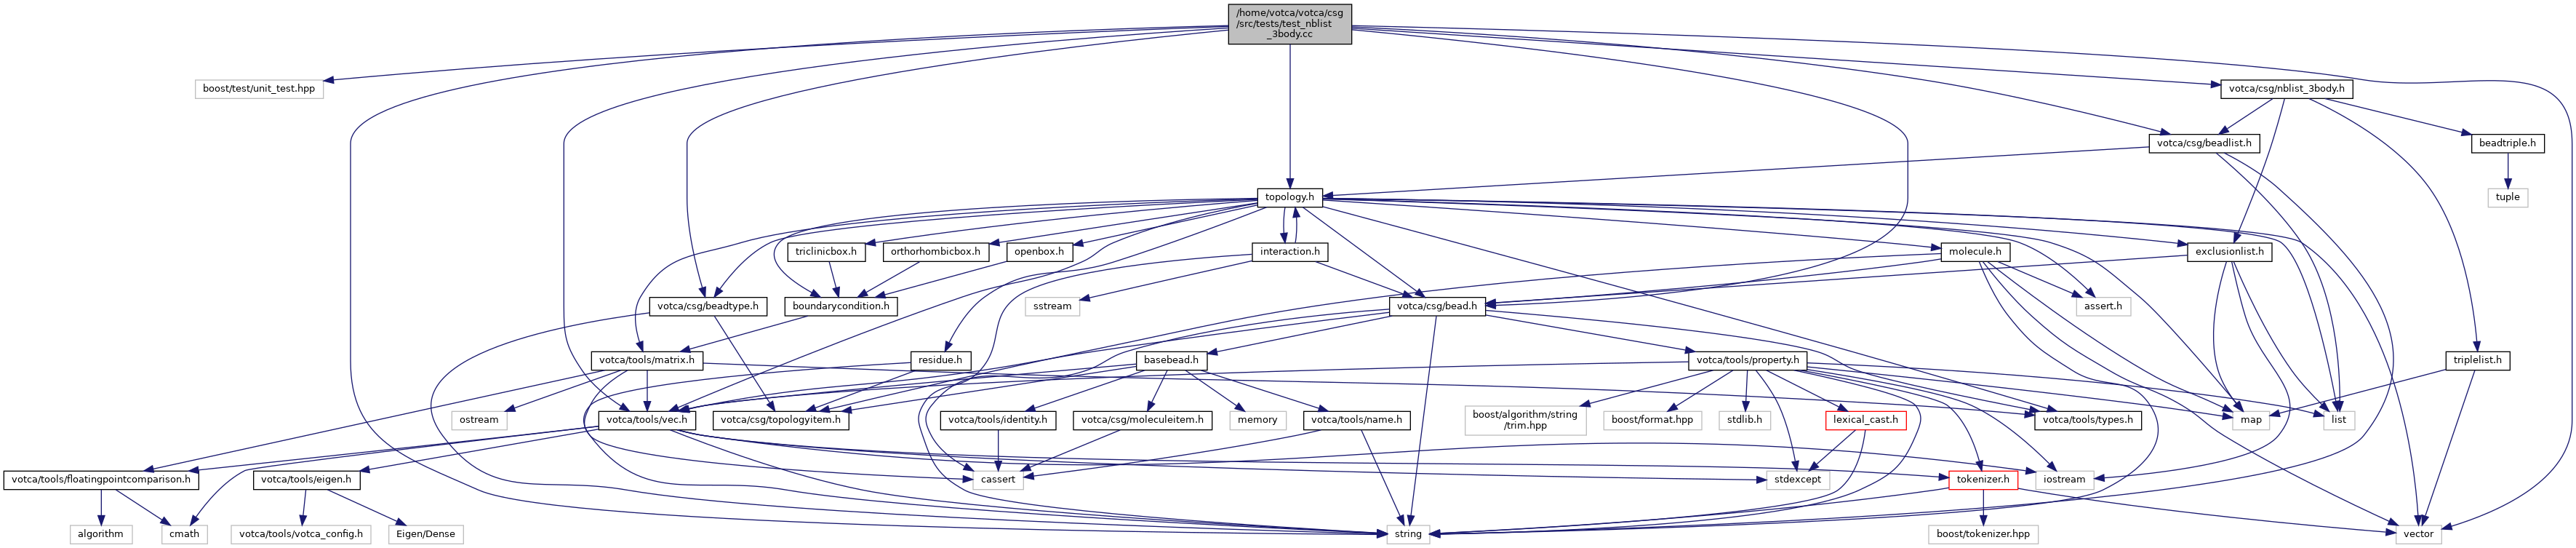 /home/votca/votca/csg
/src/tests/test_nblist
_3body.cc
boost/test/unit_test.hpp
votca/csg/nblist_3body.h
votca/csg/beadlist.h
beadtriple.h
topology.h
tuple
triclinicbox.h
orthorhombicbox.h
openbox.h
interaction.h
molecule.h
exclusionlist.h
votca/csg/beadtype.h
boundarycondition.h
sstream
votca/csg/bead.h
assert.h
votca/tools/matrix.h
residue.h
basebead.h
votca/tools/property.h
triplelist.h
ostream
votca/tools/vec.h
votca/csg/topologyitem.h
votca/tools/identity.h
votca/csg/moleculeitem.h
memory
votca/tools/name.h
boost/algorithm/string
/trim.hpp
boost/format.hpp
stdlib.h
lexical_cast.h
votca/tools/types.h
map
list
votca/tools/floatingpointcomparison.h
votca/tools/eigen.h
cassert
stdexcept
tokenizer.h
iostream
algorithm
cmath
votca/tools/votca_config.h
Eigen/Dense
string
boost/tokenizer.hpp
vector